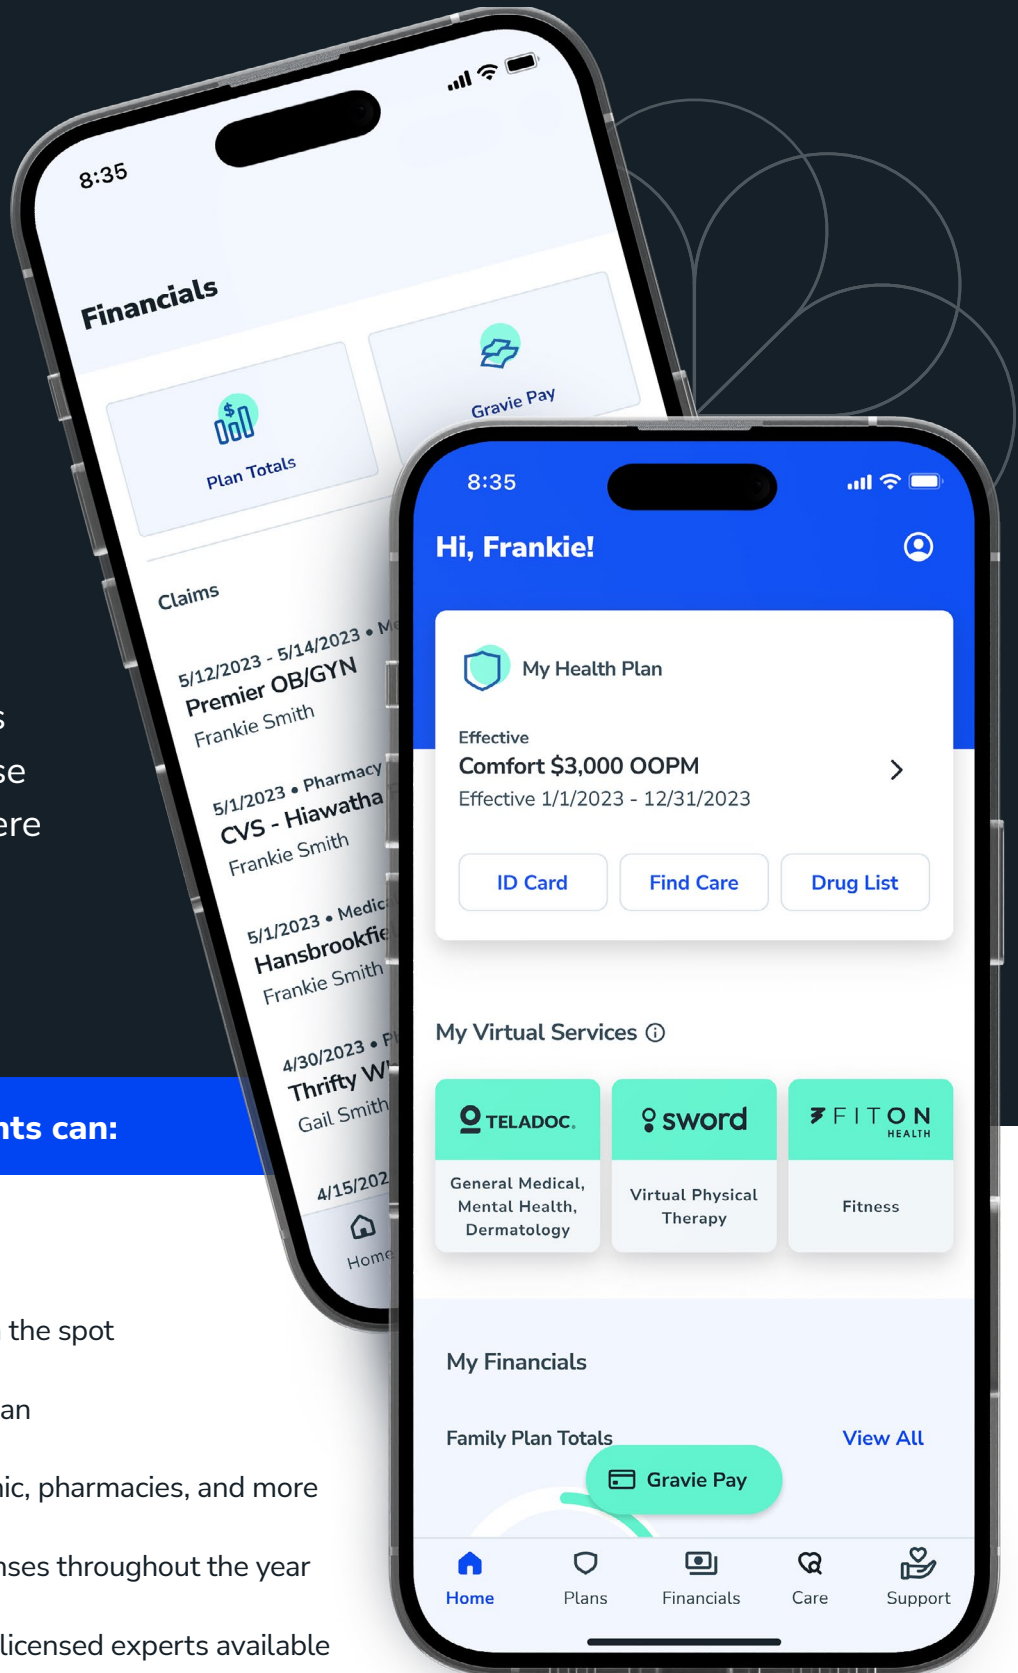 8:35
Financials
Plan Totals
Gravie Pay
Claims
5/12/2023 - 5/14/2023 •
Premier OB/GYN
Frankie Smith
5/1/2023 • Pharmacy
CVS - Hiawatha
Frankie Smith
5/1/2023 •
Frankie Smith
4/30/2023 •
Thrifty
Gail Smith
Home
8:35
Hi, Frankie!
My Health Plan
Effective
Comfort $3,000 OOPM
Effective 1/1/2023 - 12/31/2023
ID Card
Find Care
Drug List
My Virtual Services
TELADOC.
General Medical,
Mental Health,
Dermatology
sword
Virtual Physical
Therapy
FITON
HEALTH
Fitness
My Financials
Family Plan Totals
View All
Gravie Pay
Home
Plans
Financials
Care
Support
can:
the spot
pharmacies, and more
throughout the year
licensed experts available